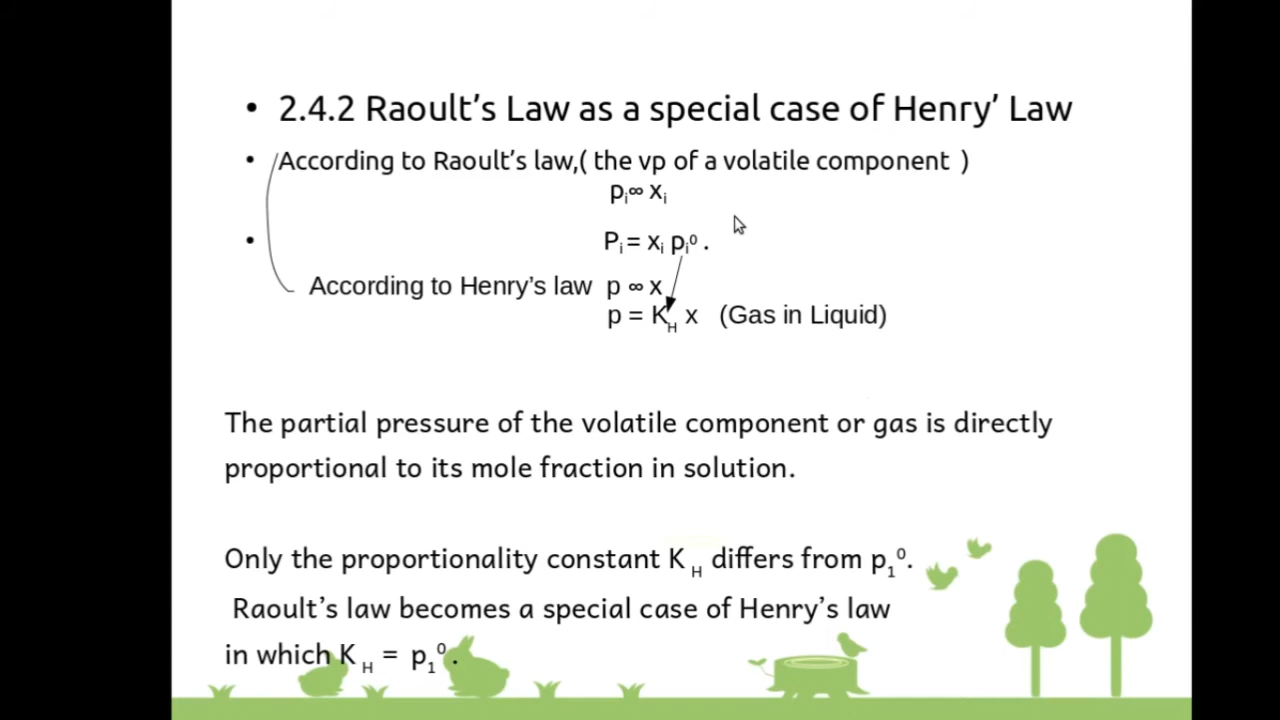 • 2.4.2 Raoult's Law as a special case of Henry' Law
• According to Raoult's law,( the vp of a volatile component )
pᵢ∞ xᵢ
• Pᵢ= xᵢ pᵢ⁰ .
According to Henry's law p ∞ x
p = K_H x (Gas in Liquid)
The partial pressure of the volatile component or gas is directly
proportional to its mole fraction in solution.
Only the proportionality constant K_H differs from p₁⁰.
Raoult's law becomes a special case of Henry's law
in which K_H = p₁⁰.